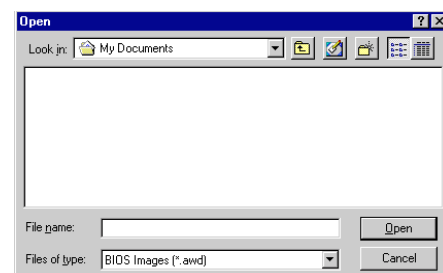 Open
Look in: My Documents
File name: Open
Files of type: BIOS Images (*.awd) Cancel